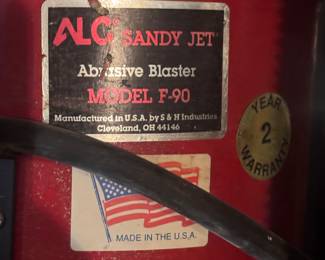 ALC SANDY JET
Abrasive Blaster
MODEL F-90
Manufactured in U.S.A. by S & H Industries
Cleveland, OH 44146
YEAR
2
WARRANTY
MADE IN THE U.S.A.